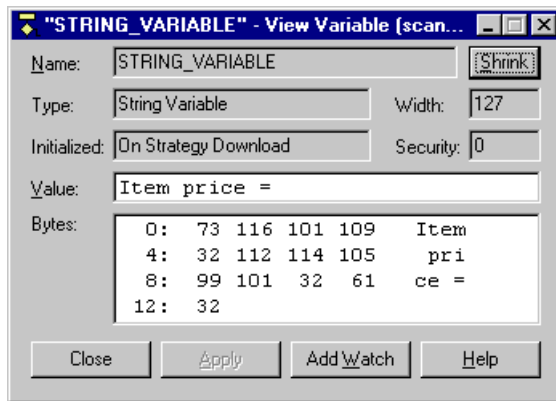 "STRING_VARIABLE" - View Variable (scan...
Name: STRING_VARIABLE Shrink
Type: String Variable Width: 127
Initialized: On Strategy Download Security: 0
Value: Item price =
Bytes: 0: 73 116 101 109 Item
4: 32 112 114 105 pri
8: 99 101 32 61 ce =
12: 32
Close Apply Add Watch Help